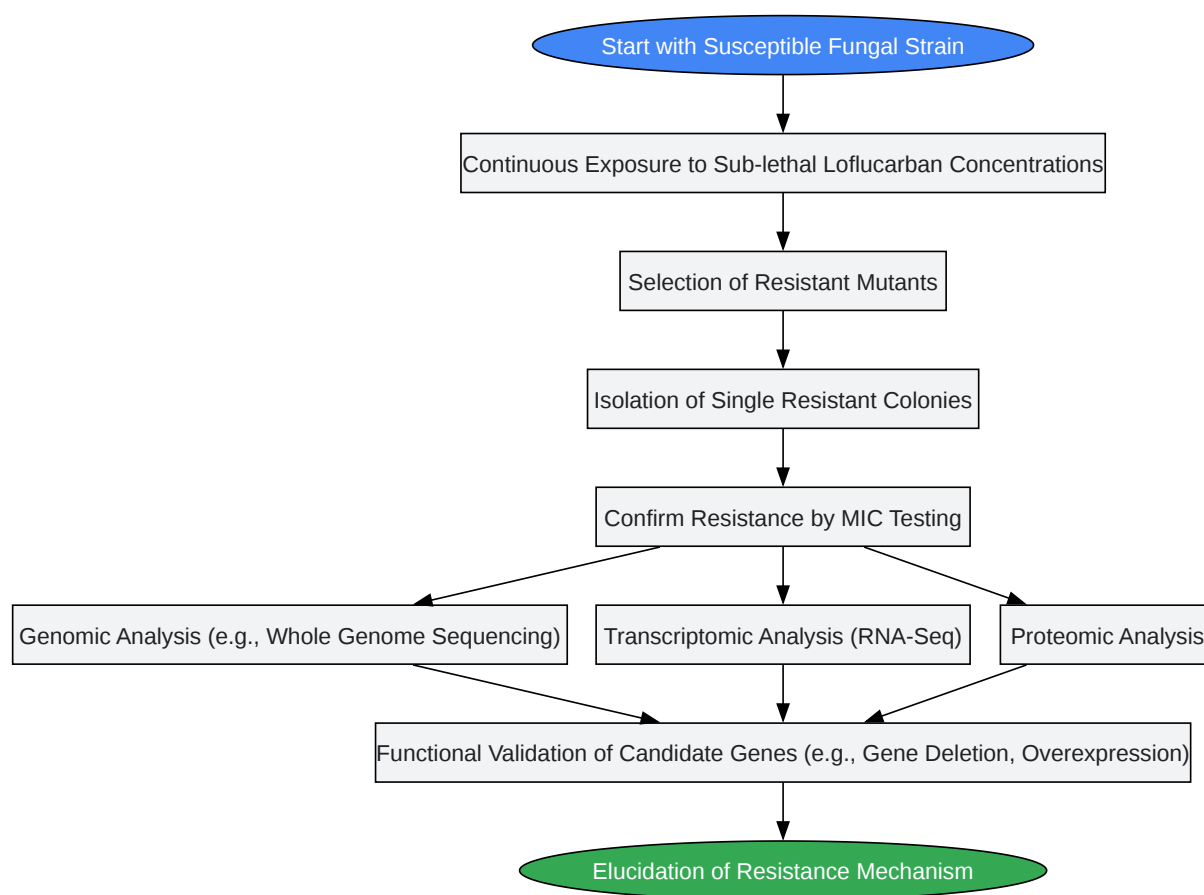 Start with Susceptible Fungal Strain
Continuous Exposure to Sub-lethal Loflucarban Concentrations
Selection of Resistant Mutants
Isolation of Single Resistant Colonies
Confirm Resistance by MIC Testing
Genomic Analysis (e.g., Whole Genome Sequencing)
Transcriptomic Analysis (RNA-Seq)
Proteomic Analysis
Functional Validation of Candidate Genes (e.g., Gene Deletion, Overexpression)
Elucidation of Resistance Mechanism